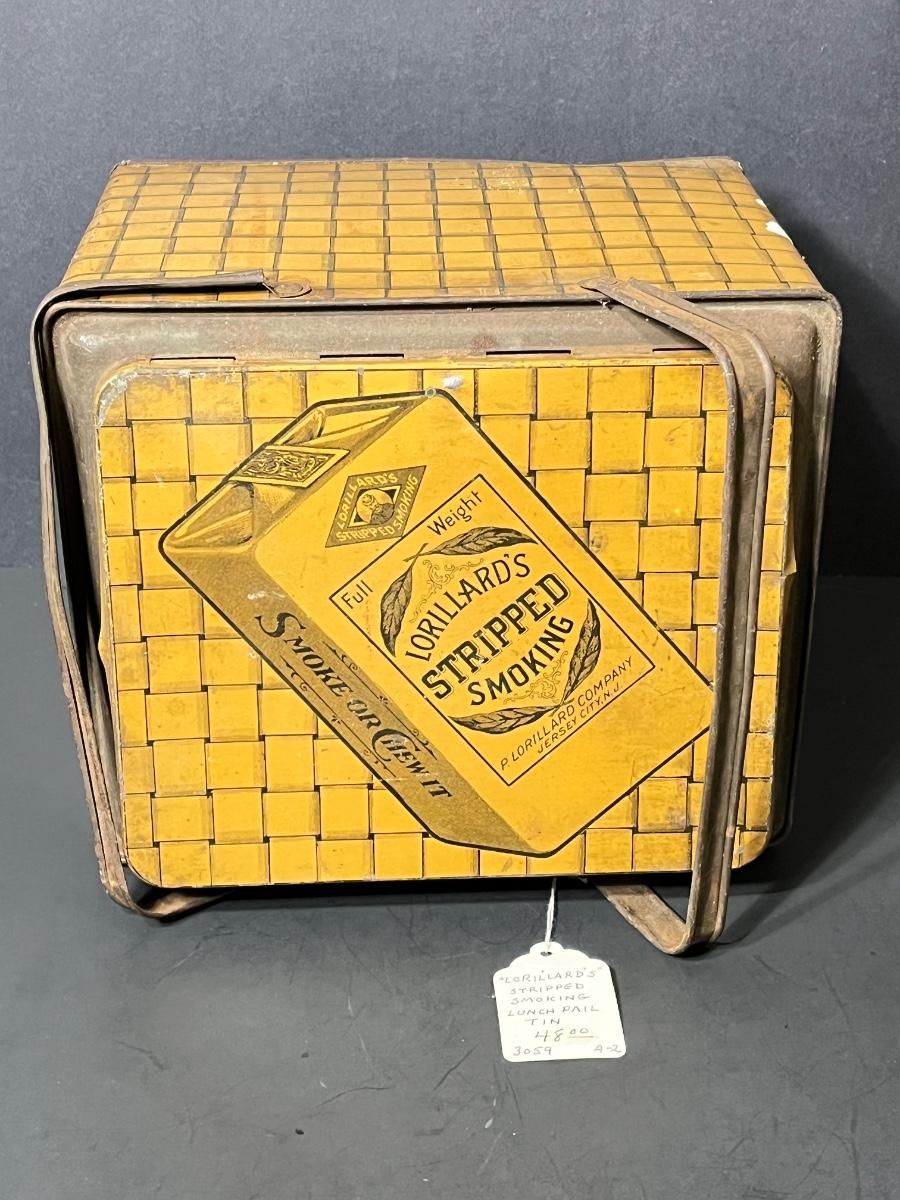 LORILLARD'S
STRIPPED SMOKING
Full Weight
LORILLARD'S
STRIPPED
SMOKING
P. LORILLARD COMPANY
JERSEY CITY, N.J.
SMOKE OR CHEW IT
"LORILLARD'S"
STRIPPED
SMOKING
LUNCH PAIL
TIN
48 00
3059 A-2